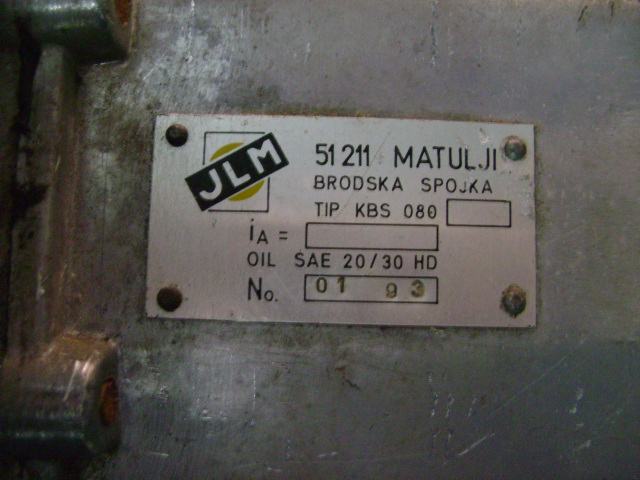 JLM
51 211 MATULJI
BRODSKA SPOJKA
TIP KBS 080
iA =
OIL SAE 20/30 HD
No. 01 93